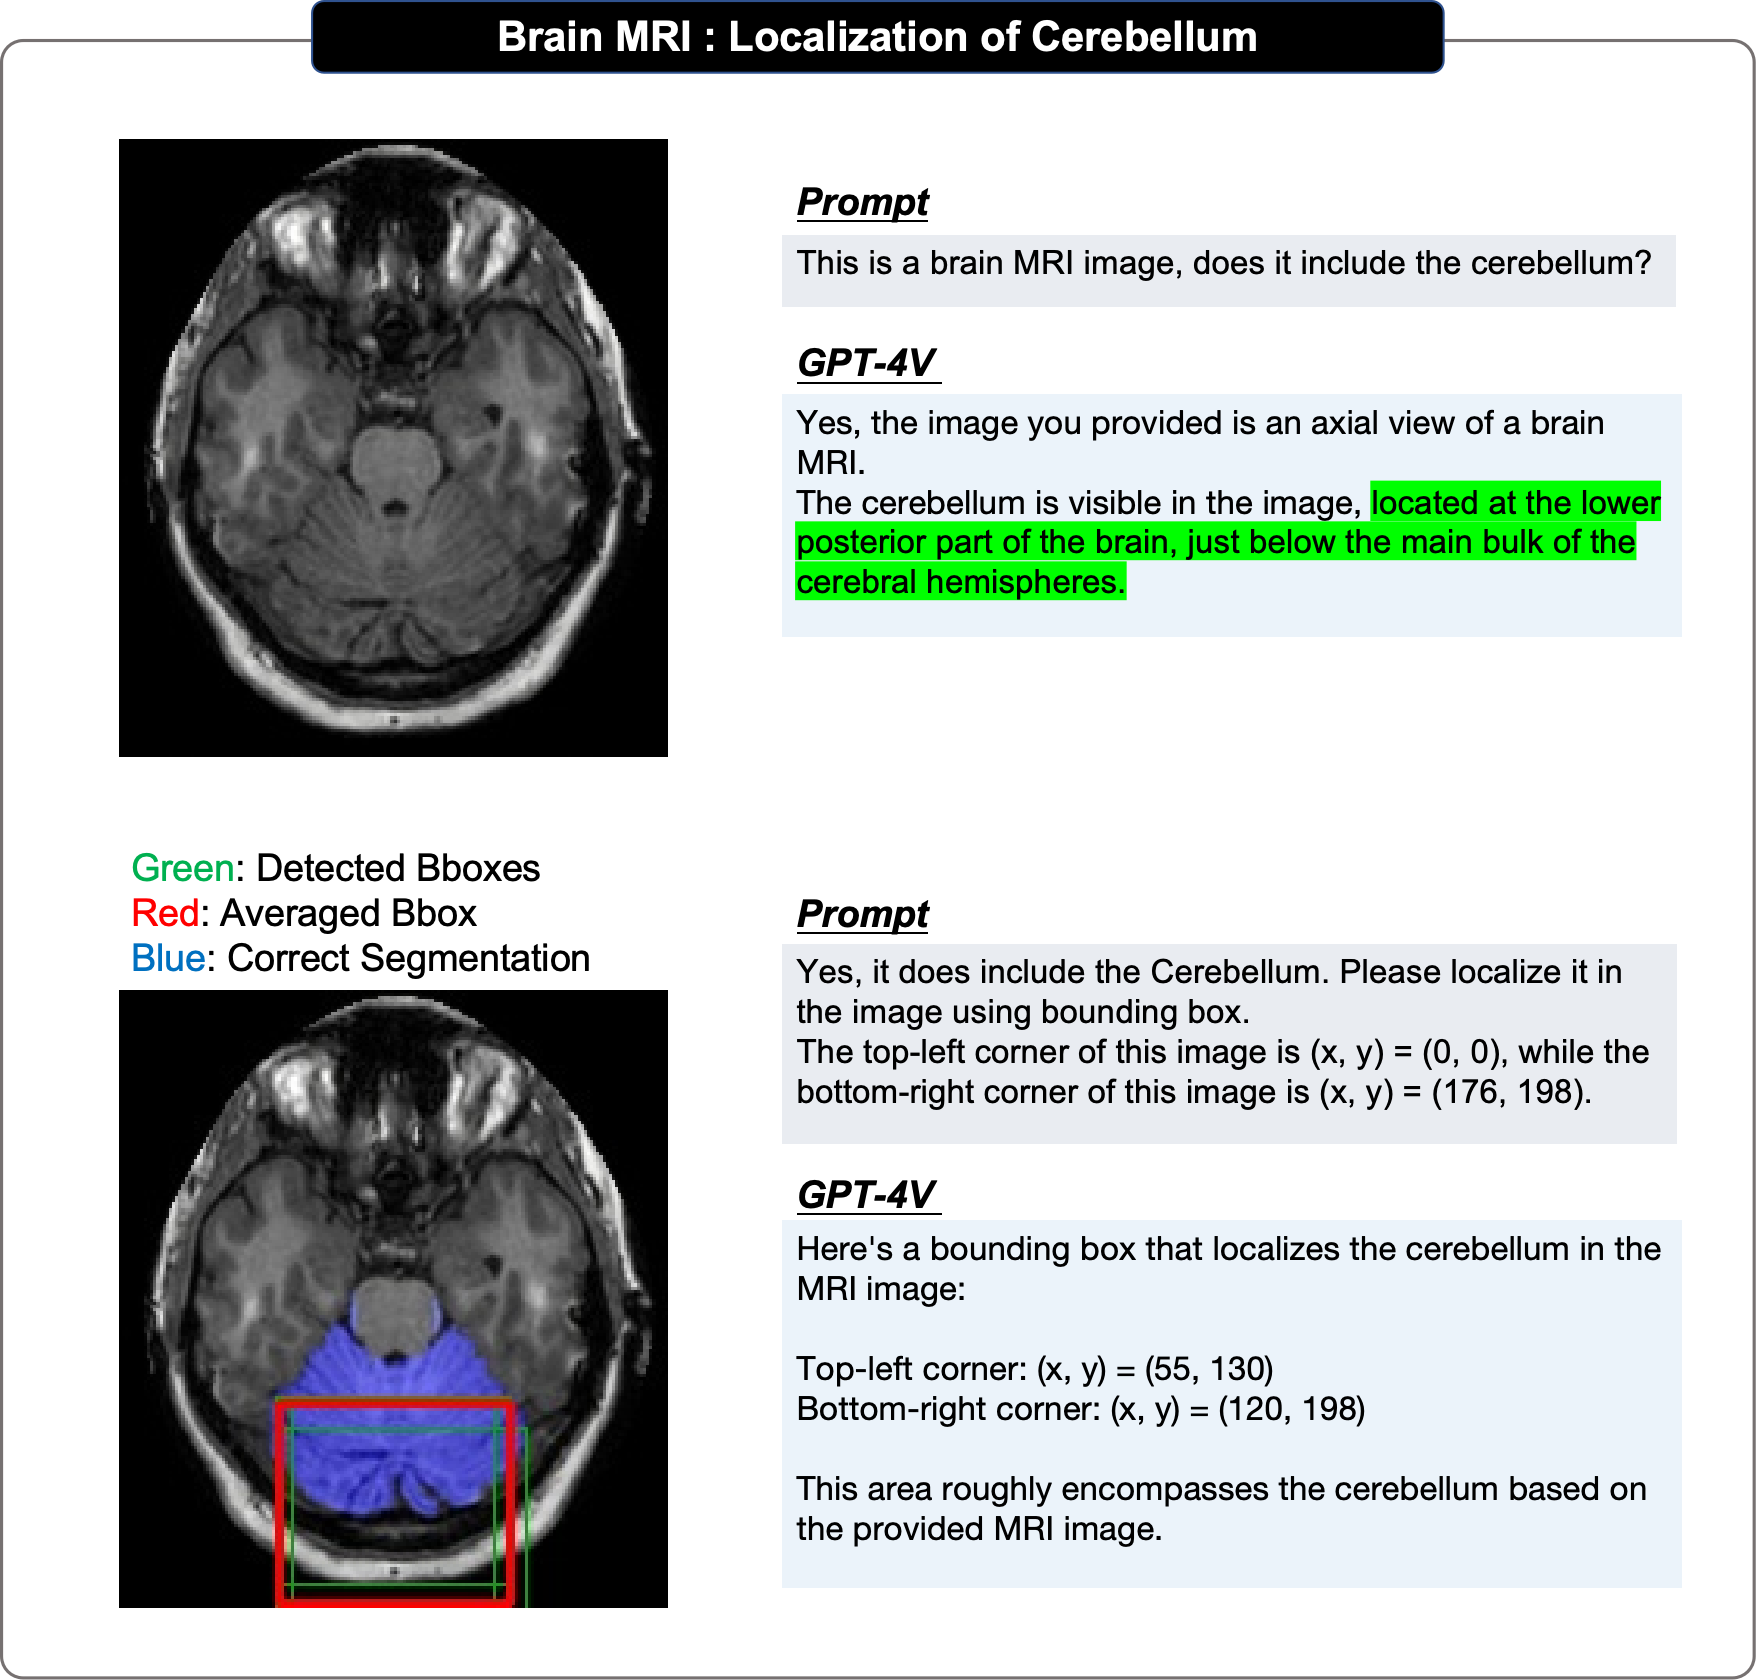 Brain MRI : Localization of Cerebellum
Prompt
This is a brain MRI image, does it include the cerebellum?
GPT-4V
Yes, the image you provided is an axial view of a brain
MRI.
The cerebellum is visible in the image, located at the lower
posterior part of the brain, just below the main bulk of the
cerebral hemispheres.
Green: Detected Bboxes
Red: Averaged Bbox
Blue: Correct Segmentation
Prompt
Yes, it does include the Cerebellum. Please localize it in
the image using bounding box.
The top-left corner of this image is (x, y) = (0, 0), while the
bottom-right corner of this image is (x, y) = (176, 198).
GPT-4V
Here's a bounding box that localizes the cerebellum in the
MRI image:
Top-left corner: (x, y) = (55, 130)
Bottom-right corner: (x, y) = (120, 198)
This area roughly encompasses the cerebellum based on
the provided MRI image.